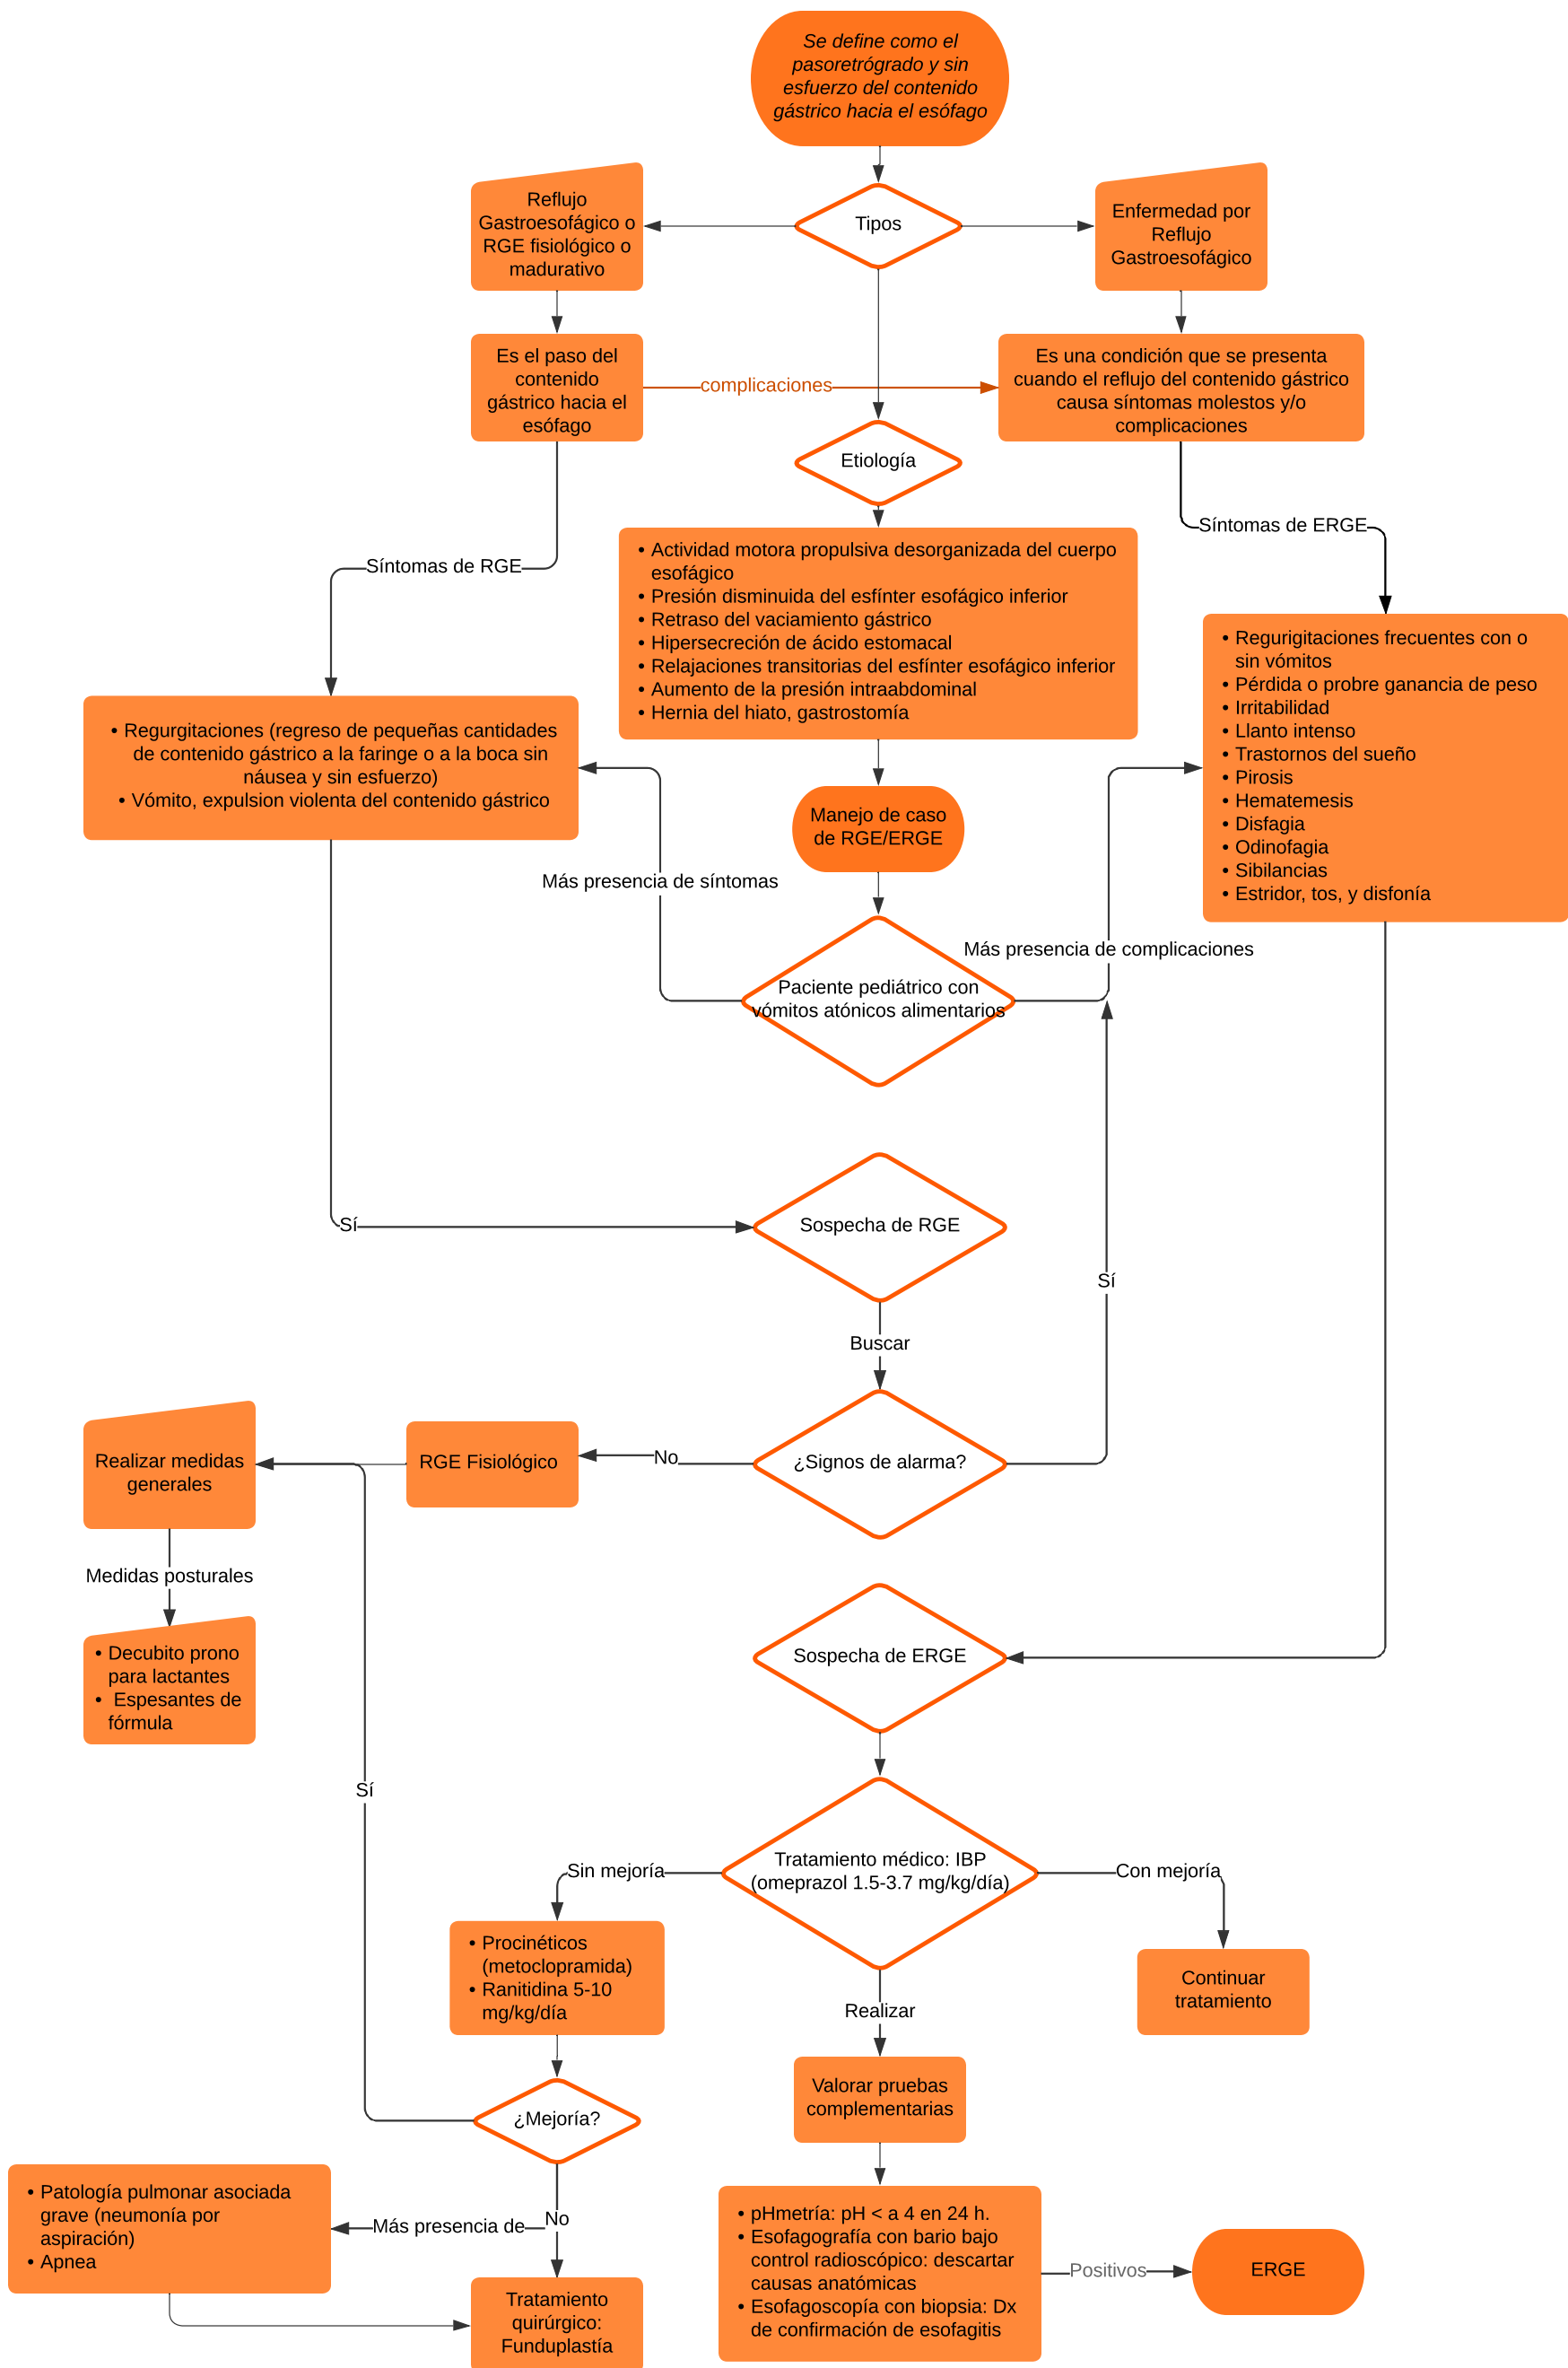 Se define como el
pasoretrógrado y sin
esfuerzo del contenido
gástrico hacia el esófago
Tipos
Reflujo
Gastroesofágico o
RGE fisiológico o
madurativo
Enfermedad por
Reflujo
Gastroesofágico
Es el paso del
contenido
gástrico hacia el
esófago
complicaciones
Es una condición que se presenta
cuando el reflujo del contenido gástrico
causa síntomas molestos y/o
complicaciones
Etiología
Síntomas de RGE
Síntomas de ERGE
• Actividad motora propulsiva desorganizada del cuerpo
esofágico
• Presión disminuida del esfínter esofágico inferior
• Retraso del vaciamiento gástrico
• Hipersecreción de ácido estomacal
• Relajaciones transitorias del esfínter esofágico inferior
• Aumento de la presión intraabdominal
• Hernia del hiato, gastrostomía
• Regurigitaciones frecuentes con o
sin vómitos
• Pérdida o probre ganancia de peso
• Irritabilidad
• Llanto intenso
• Trastornos del sueño
• Pirosis
• Hematemesis
• Disfagia
• Odinofagia
• Sibilancias
• Estridor, tos, y disfonía
• Regurgitaciones (regreso de pequeñas cantidades
de contenido gástrico a la faringe o a la boca sin
náusea y sin esfuerzo)
• Vómito, expulsion violenta del contenido gástrico
Manejo de caso
de RGE/ERGE
Más presencia de síntomas
Más presencia de complicaciones
Paciente pediátrico con
vómitos atónicos alimentarios
Sí
Sospecha de RGE
Sí
Buscar
¿Signos de alarma?
No
RGE Fisiológico
Realizar medidas
generales
Medidas posturales
• Decubito prono
para lactantes
• Espesantes de
fórmula
Sospecha de ERGE
Sí
Tratamiento médico: IBP
(omeprazol 1.5-3.7 mg/kg/día)
Sin mejoría
Con mejoría
• Procinéticos
(metoclopramida)
• Ranitidina 5-10
mg/kg/día
Continuar
tratamiento
Realizar
Valorar pruebas
complementarias
¿Mejoría?
• Patología pulmonar asociada
grave (neumonía por
aspiración)
• Apnea
Más presencia de
No
Tratamiento
quirúrgico:
Funduplastía
• pHmetría: pH < a 4 en 24 h.
• Esofagografía con bario bajo
control radioscópico: descartar
causas anatómicas
• Esofagoscopía con biopsia: Dx
de confirmación de esofagitis
Positivos
ERGE